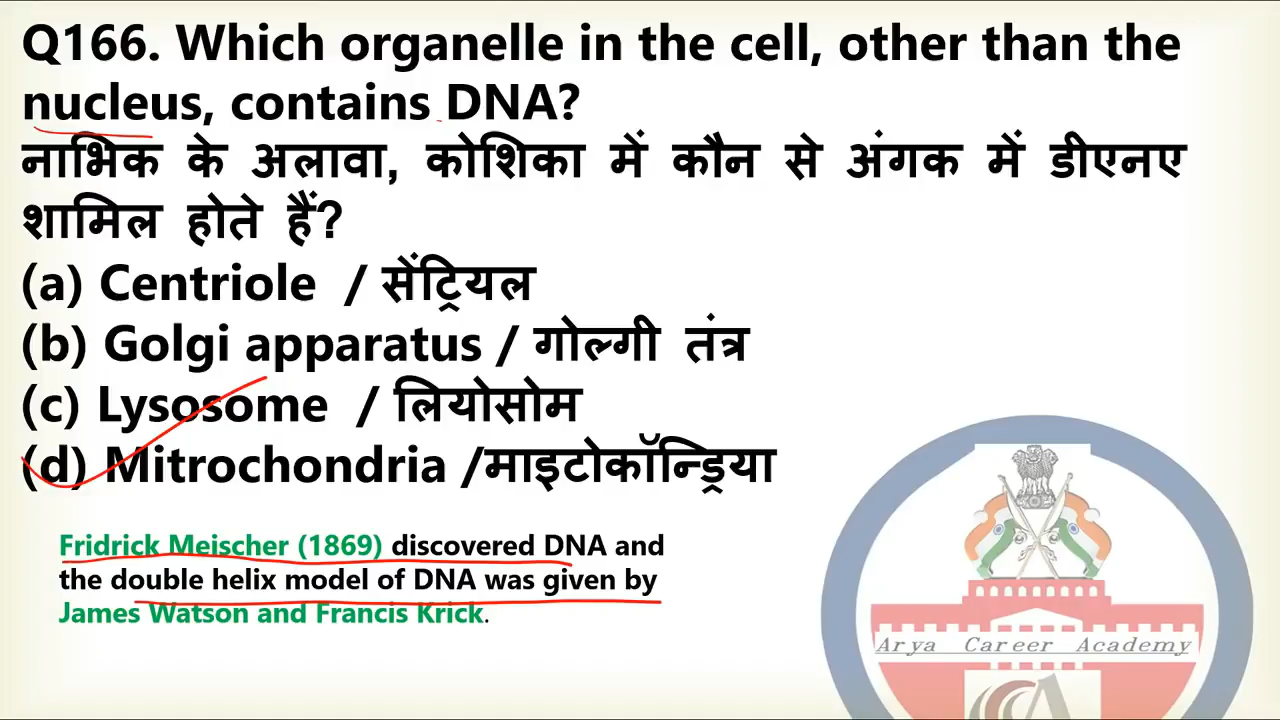 Q166. Which organelle in the cell, other than the
nucleus, contains DNA?
नाभिक के अलावा, कोशिका में कौन से अंगक में डीएनए
शामिल होते हैं?
(a) Centriole / सेंट्रियल
(b) Golgi apparatus / गोल्गी तंत्र
(c) Lysosome / लियोसोम
(d) Mitrochondria /माइटोकॉन्ड्रिया
Fridrick Meischer (1869) discovered DNA and
the double helix model of DNA was given by
James Watson and Francis Krick.
Arya Career Academy